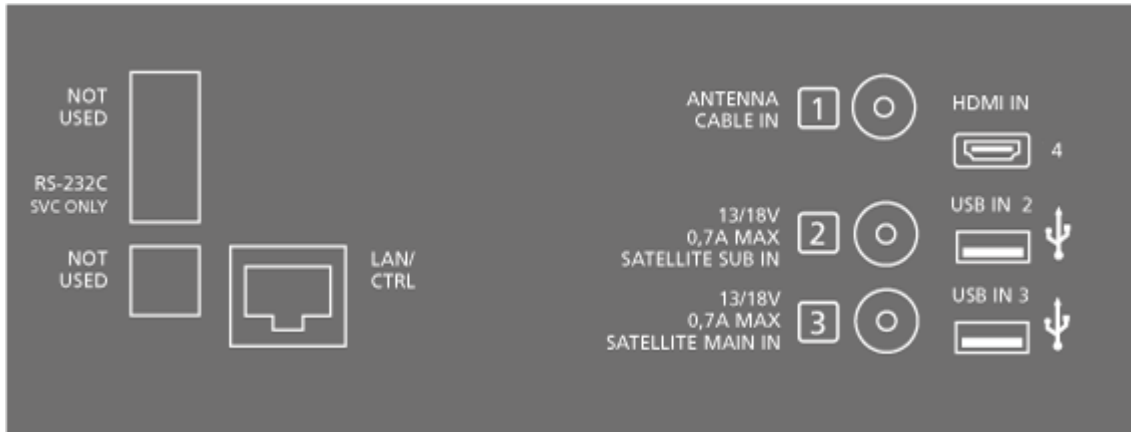 NOT
USED
RS-232C
SVC ONLY
NOT
USED
LAN/
CTRL
ANTENNA
CABLE IN
1
13/18V
0,7A MAX
SATELLITE SUB IN
2
13/18V
0,7A MAX
SATELLITE MAIN IN
3
HDMI IN
4
USB IN 2
USB IN 3